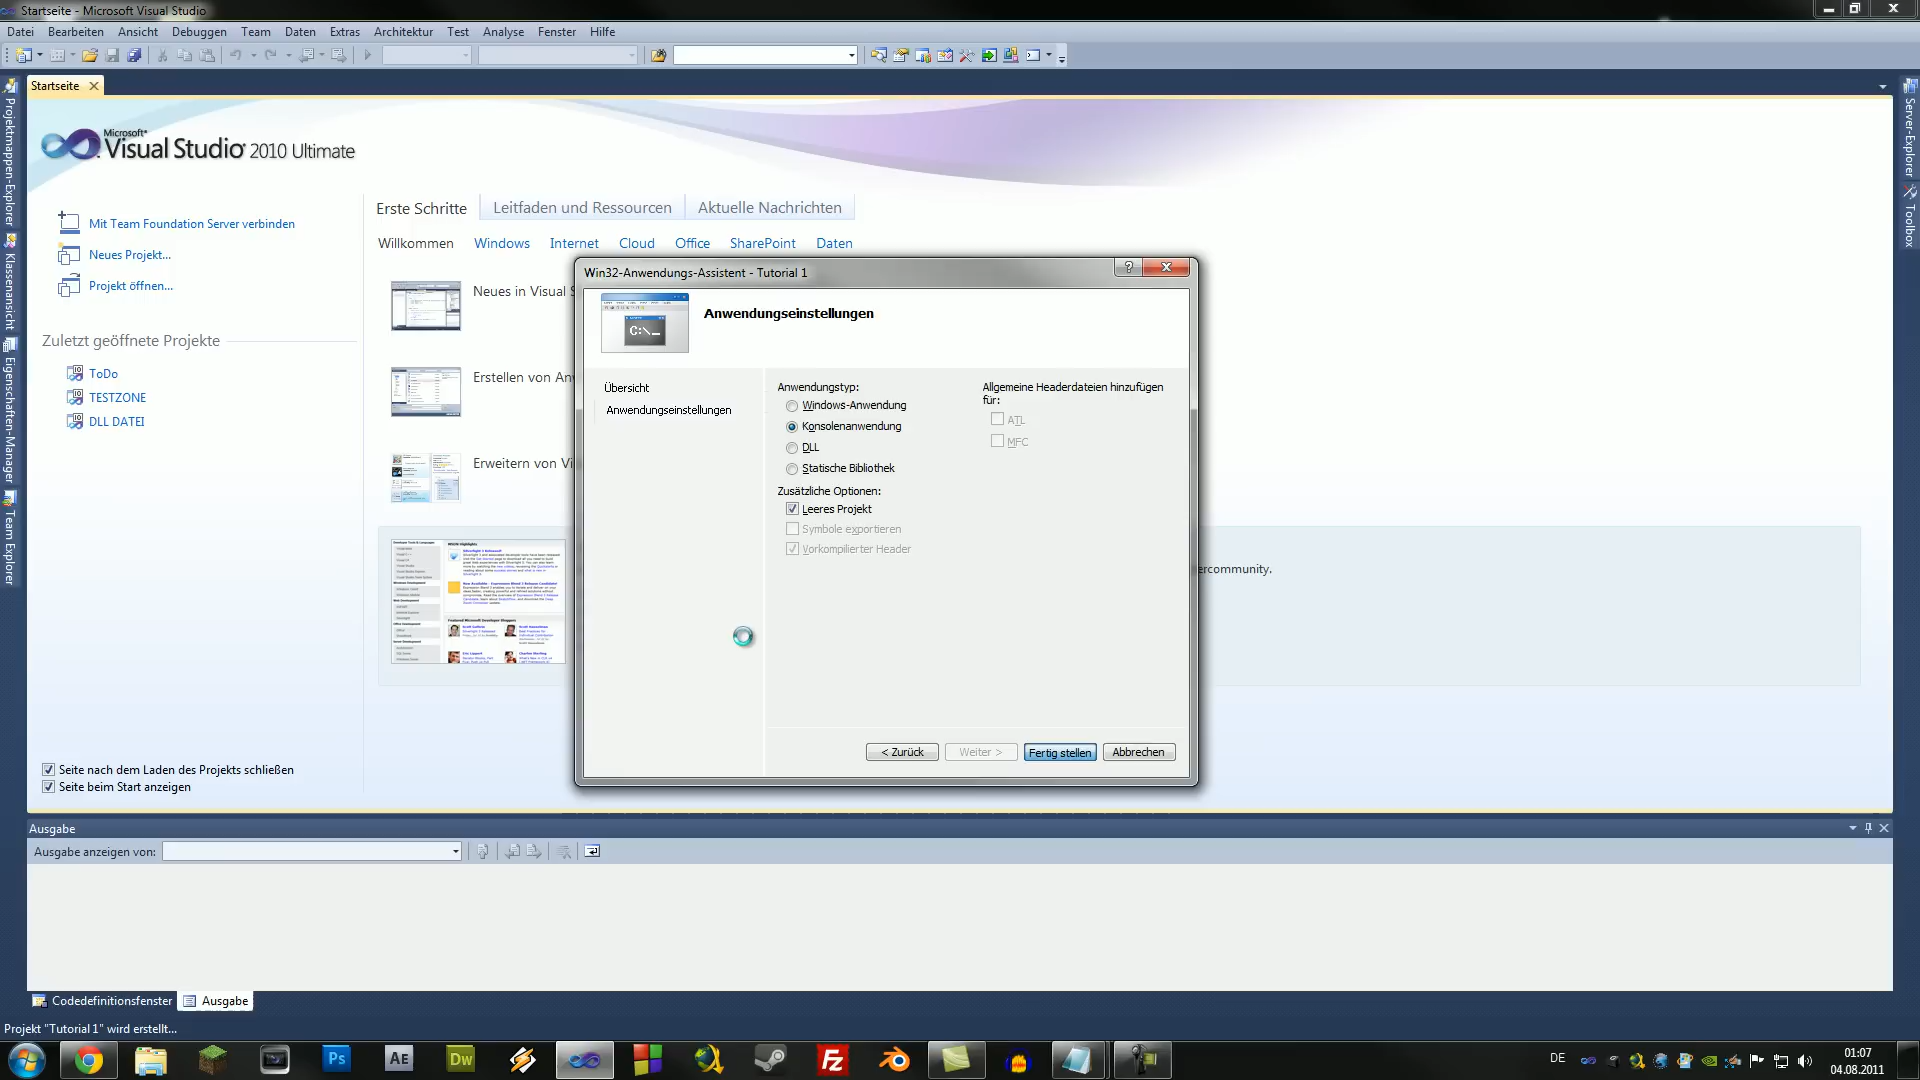 Startseite - Microsoft Visual Studio
Datei Bearbeiten Ansicht Debuggen Team Daten Extras Architektur Test Analyse Fenster Hilfe
Startseite
Projektmappen-Explorer
Klassenansicht
Eigenschaften-Manager
Team Explorer
Server-Explorer
Toolbox
Microsoft®
Visual Studio® 2010 Ultimate
Mit Team Foundation Server verbinden
Neues Projekt...
Projekt öffnen...
Zuletzt geöffnete Projekte
ToDo
TESTZONE
DLL DATEI
Seite nach dem Laden des Projekts schließen
Seite beim Start anzeigen
Erste Schritte Leitfaden und Ressourcen Aktuelle Nachrichten
Willkommen Windows Internet Cloud Office SharePoint Daten
Neues in Visual S
Erstellen von An
Erweitern von Vi
ercommunity.
Win32-Anwendungs-Assistent - Tutorial 1
C:\_
Anwendungseinstellungen
Übersicht
Anwendungseinstellungen
Anwendungstyp:
Windows-Anwendung
Konsolenanwendung
DLL
Statische Bibliothek
Zusätzliche Optionen:
Leeres Projekt
Symbole exportieren
Vorkompilierter Header
Allgemeine Headerdateien hinzufügen
für:
ATL
MFC
< Zurück Weiter > Fertig stellen Abbrechen
Ausgabe
Ausgabe anzeigen von:
Codedefinitionsfenster Ausgabe
Projekt "Tutorial 1" wird erstellt...
Ps AE Dw Fz
DE
01:07
04.08.2011